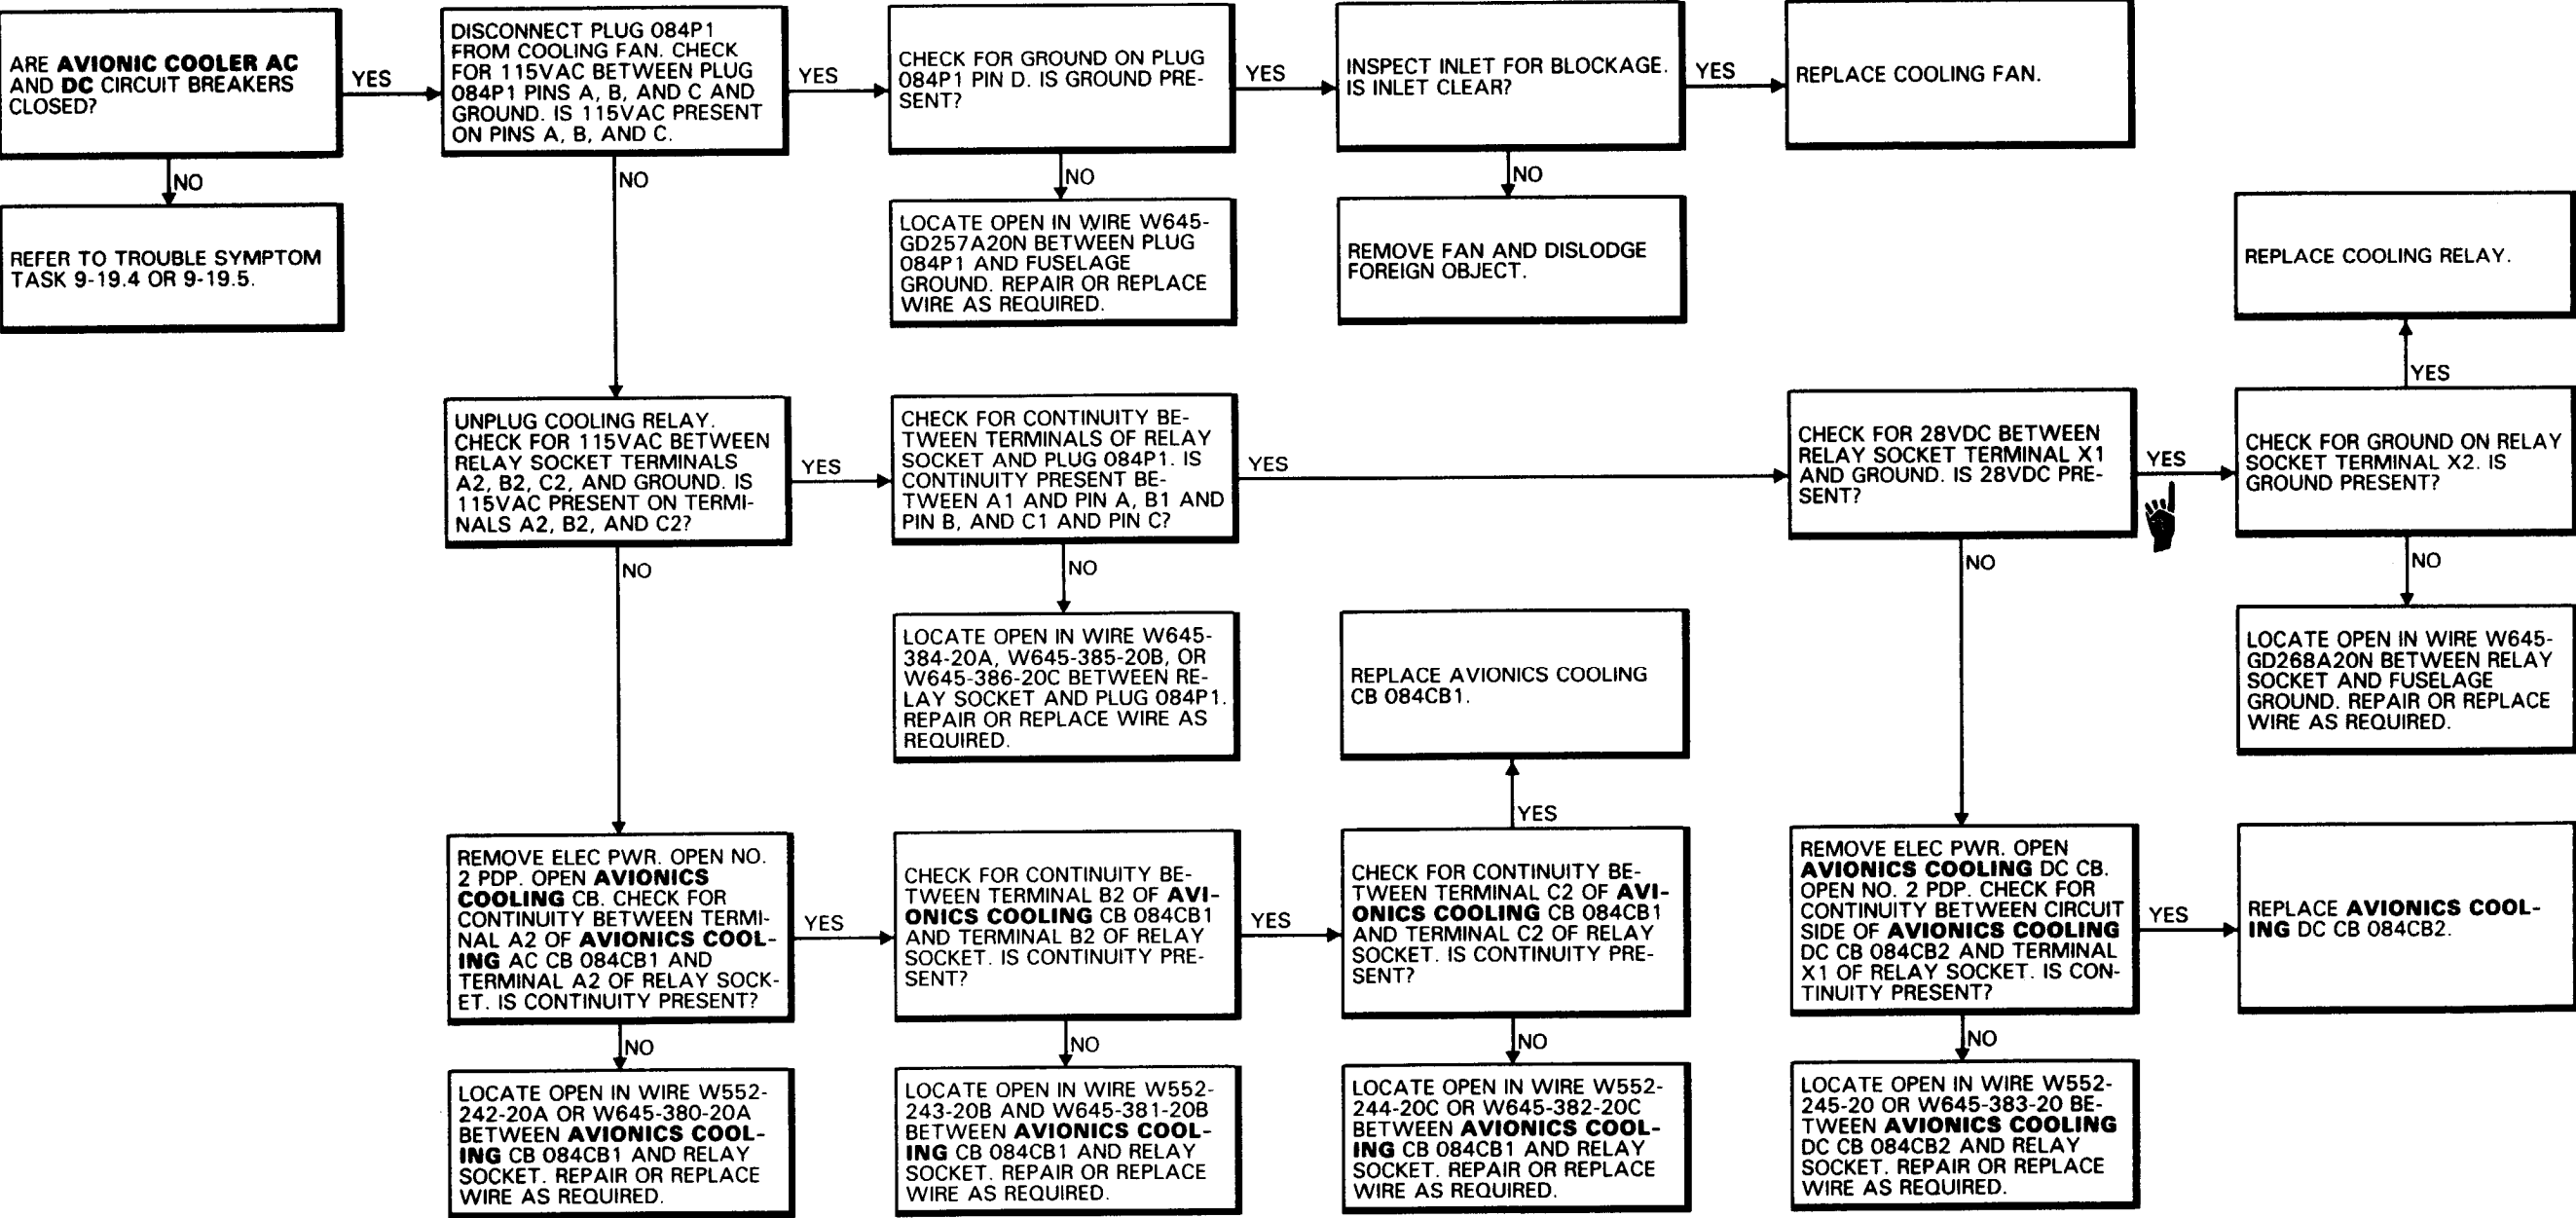 ARE AVIONIC COOLER AC
AND DC CIRCUIT BREAKERS
CLOSED?
YES
DISCONNECT PLUG 084P1
FROM COOLING FAN. CHECK
FOR 115VAC BETWEEN PLUG
084P1 PINS A, B, AND C AND
GROUND. IS 115VAC PRESENT
ON PINS A, B, AND C.
YES
CHECK FOR GROUND ON PLUG
084P1 PIN D. IS GROUND PRE-
SENT?
YES
INSPECT INLET FOR BLOCKAGE.
IS INLET CLEAR?
YES
REPLACE COOLING FAN.
NO
NO
NO
NO
REFER TO TROUBLE SYMPTOM
TASK 9-19.4 OR 9-19.5.
LOCATE OPEN IN WIRE W645-
GD257A20N BETWEEN PLUG
084P1 AND FUSELAGE
GROUND. REPAIR OR REPLACE
WIRE AS REQUIRED.
REMOVE FAN AND DISLODGE
FOREIGN OBJECT.
REPLACE COOLING RELAY.
YES
UNPLUG COOLING RELAY.
CHECK FOR 115VAC BETWEEN
RELAY SOCKET TERMINALS
A2, B2, C2, AND GROUND. IS
115VAC PRESENT ON TERMI-
NALS A2, B2, AND C2?
YES
CHECK FOR CONTINUITY BE-
TWEEN TERMINALS OF RELAY
SOCKET AND PLUG 084P1. IS
CONTINUITY PRESENT BE-
TWEEN A1 AND PIN A, B1 AND
PIN B, AND C1 AND PIN C?
YES
CHECK FOR 28VDC BETWEEN
RELAY SOCKET TERMINAL X1
AND GROUND. IS 28VDC PRE-
SENT?
YES
CHECK FOR GROUND ON RELAY
SOCKET TERMINAL X2. IS
GROUND PRESENT?
NO
NO
NO
NO
LOCATE OPEN IN WIRE W645-
384-20A, W645-385-20B, OR
W645-386-20C BETWEEN RE-
LAY SOCKET AND PLUG 084P1.
REPAIR OR REPLACE WIRE AS
REQUIRED.
REPLACE AVIONICS COOLING
CB 084CB1.
LOCATE OPEN IN WIRE W645-
GD268A20N BETWEEN RELAY
SOCKET AND FUSELAGE
GROUND. REPAIR OR REPLACE
WIRE AS REQUIRED.
YES
REMOVE ELEC PWR. OPEN NO.
2 PDP. OPEN AVIONICS
COOLING CB. CHECK FOR
CONTINUITY BETWEEN TERMI-
NAL A2 OF AVIONICS COOL-
ING AC CB 084CB1 AND
TERMINAL A2 OF RELAY SOCK-
ET. IS CONTINUITY PRESENT?
YES
CHECK FOR CONTINUITY BE-
TWEEN TERMINAL B2 OF AVI-
ONICS COOLING CB 084CB1
AND TERMINAL B2 OF RELAY
SOCKET. IS CONTINUITY PRE-
SENT?
YES
CHECK FOR CONTINUITY BE-
TWEEN TERMINAL C2 OF AVI-
ONICS COOLING CB 084CB1
AND TERMINAL C2 OF RELAY
SOCKET. IS CONTINUITY PRE-
SENT?
REMOVE ELEC PWR. OPEN
AVIONICS COOLING DC CB.
OPEN NO. 2 PDP. CHECK FOR
CONTINUITY BETWEEN CIRCUIT
SIDE OF AVIONICS COOLING
DC CB 084CB2 AND TERMINAL
X1 OF RELAY SOCKET. IS CON-
TINUITY PRESENT?
YES
REPLACE AVIONICS COOL-
ING DC CB 084CB2.
NO
NO
NO
NO
LOCATE OPEN IN WIRE W552-
242-20A OR W645-380-20A
BETWEEN AVIONICS COOL-
ING CB 084CB1 AND RELAY
SOCKET. REPAIR OR REPLACE
WIRE AS REQUIRED.
LOCATE OPEN IN WIRE W552-
243-20B AND W645-381-20B
BETWEEN AVIONICS COOL-
ING CB 084CB1 AND RELAY
SOCKET. REPAIR OR REPLACE
WIRE AS REQUIRED.
LOCATE OPEN IN WIRE W552-
244-20C OR W645-382-20C
BETWEEN AVIONICS COOL-
ING CB 084CB1 AND RELAY
SOCKET. REPAIR OR REPLACE
WIRE AS REQUIRED.
LOCATE OPEN IN WIRE W552-
245-20 OR W645-383-20 BE-
TWEEN AVIONICS COOLING
DC CB 084CB2 AND RELAY
SOCKET. REPAIR OR REPLACE
WIRE AS REQUIRED.